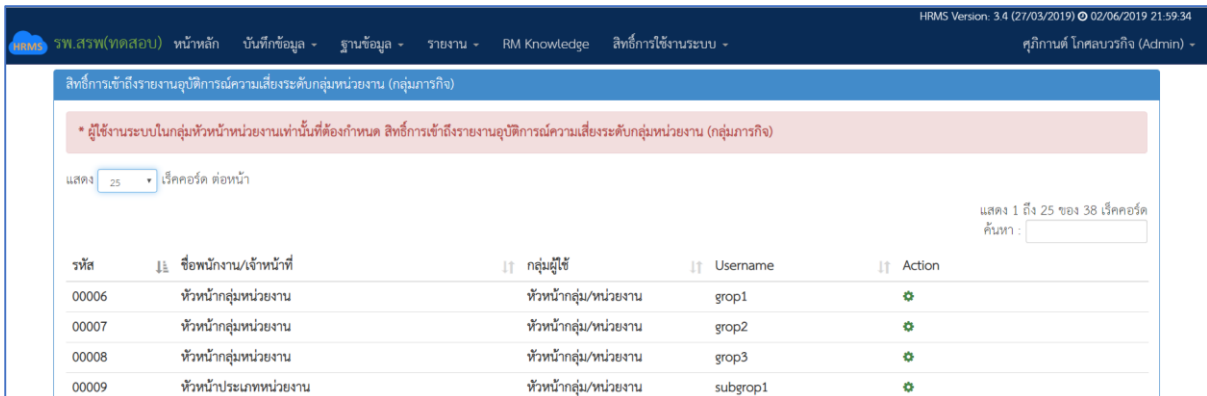 HRMS Version: 3.4 (27/03/2019) 02/06/2019 21:59:34
HRMS รพ.สรพ(ทดสอบ) หน้าหลัก บันทึกข้อมูล ฐานข้อมูล รายงาน RM Knowledge สิทธิ์การใช้งานระบบ ศุภิกานต์ โกศลบวรกิจ (Admin)
สิทธิ์การเข้าถึงรายงานอุบัติการณ์ความเสี่ยงระดับกลุ่มหน่วยงาน (กลุ่มภารกิจ)
* ผู้ใช้งานระบบในกลุ่มหัวหน้าหน่วยงานเท่านั้นที่ต้องกำหนด สิทธิ์การเข้าถึงรายงานอุบัติการณ์ความเสี่ยงระดับกลุ่มหน่วยงาน (กลุ่มภารกิจ)
แสดง 25 เร็คคอร์ด ต่อหน้า
แสดง 1 ถึง 25 ของ 38 เร็คคอร์ด
ค้นหา :
รหัส ชื่อพนักงาน/เจ้าหน้าที่ กลุ่มผู้ใช้ Username Action
00006 หัวหน้ากลุ่มหน่วยงาน หัวหน้ากลุ่ม/หน่วยงาน grop1
00007 หัวหน้ากลุ่มหน่วยงาน หัวหน้ากลุ่ม/หน่วยงาน grop2
00008 หัวหน้ากลุ่มหน่วยงาน หัวหน้ากลุ่ม/หน่วยงาน grop3
00009 หัวหน้าประเภทหน่วยงาน หัวหน้ากลุ่ม/หน่วยงาน subgrop1